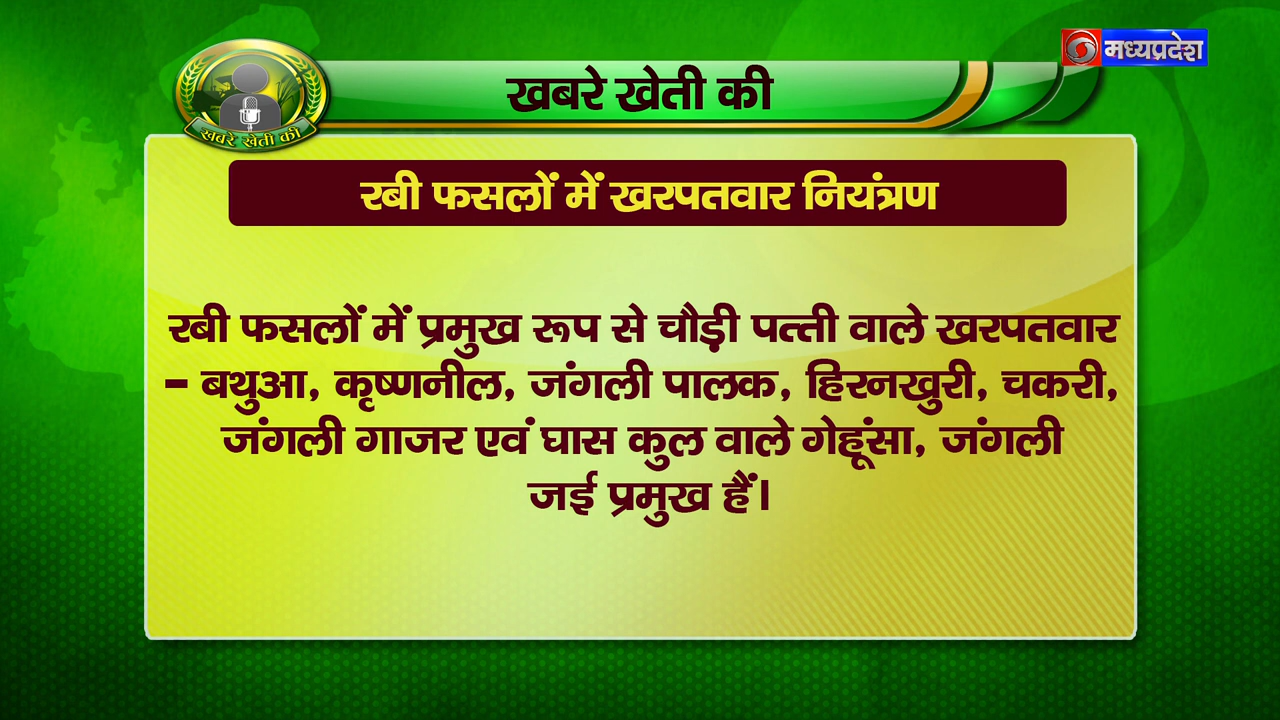 मध्यप्रदेश
खबरे खेती की
खबरे खेती की
रबी फसलों में खरपतवार नियंत्रण
रबी फसलों में प्रमुख रूप से चौड़ी पत्ती वाले खरपतवार
- बथुआ, कृष्णनील, जंगली पालक, हिरनखुरी, चकरी,
जंगली गाजर एवं घास कुल वाले गेहूंसा, जंगली
जई प्रमुख हैं।